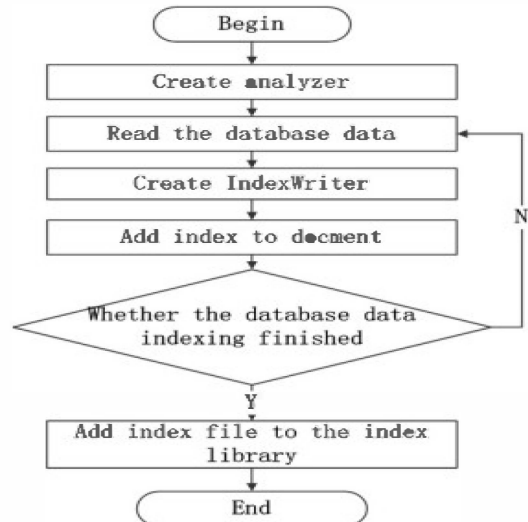 Begin
Create analyzer
Read the database data
Create IndexWriter
N
Add index to docment
Whether the database data
indexing finished
Y
Add index file to the index
library
End